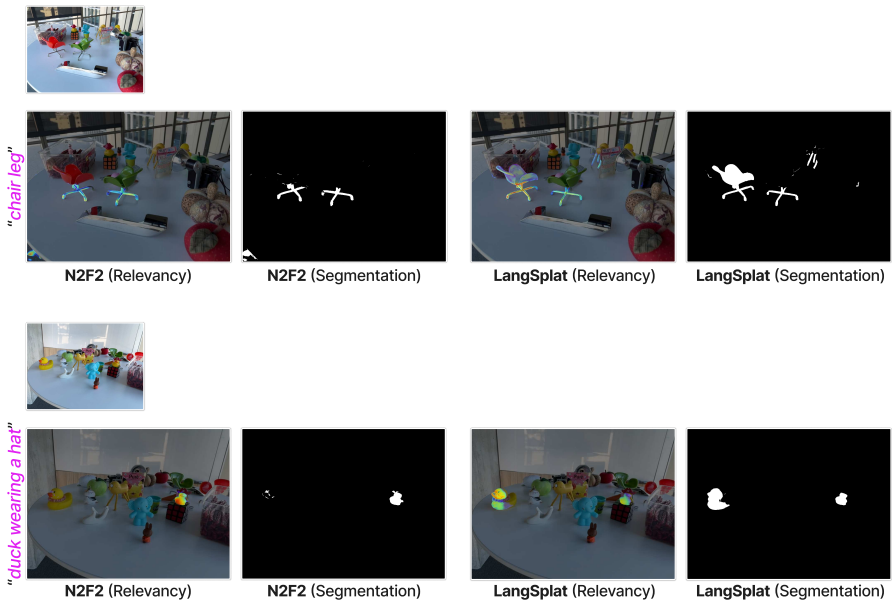 “chair leg”
N2F2 (Relevancy)
N2F2 (Segmentation)
LangSplat (Relevancy)
LangSplat (Segmentation)
“duck wearing a hat”
N2F2 (Relevancy)
N2F2 (Segmentation)
LangSplat (Relevancy)
LangSplat (Segmentation)